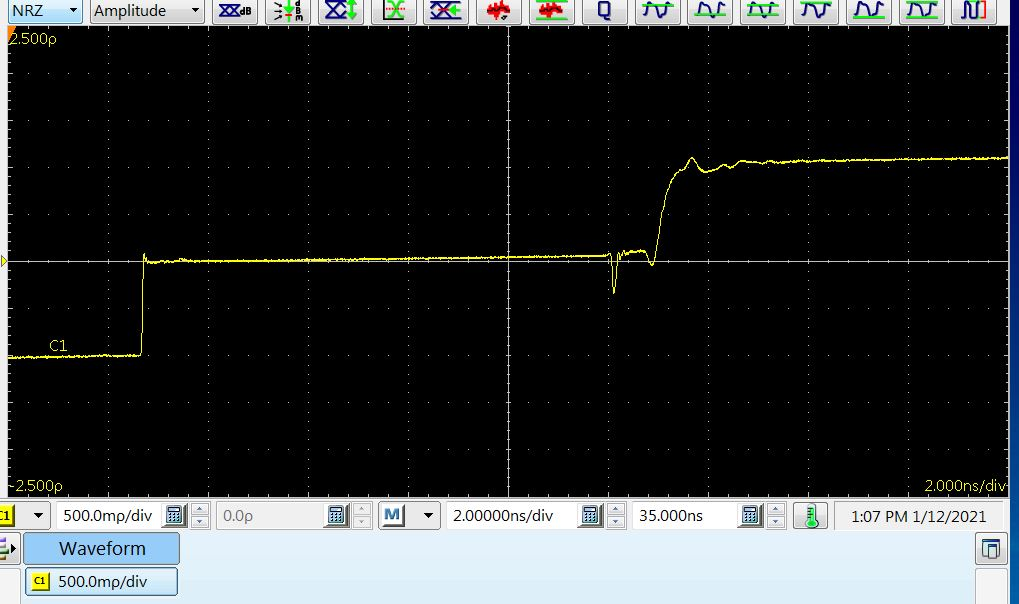 NRZ Amplitude
2.500ρ
C1
-2.500ρ 2.000ns/div
C1 500.0mρ/div 0.0ρ M 2.00000ns/div 35.000ns 1:07 PM 1/12/2021
Waveform
C1 500.0mρ/div